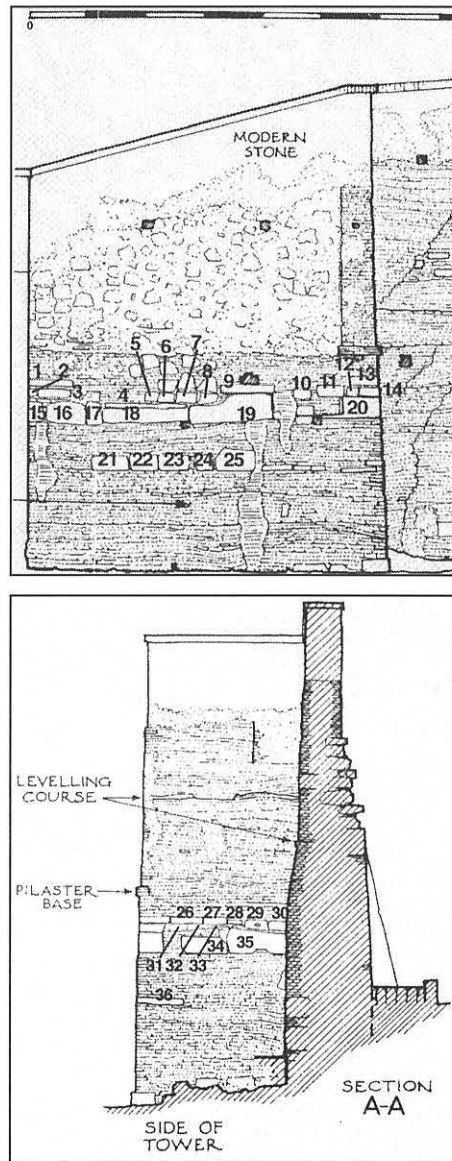 0
MODERN
STONE
5 6 7
1 2 8 9 12
3 4 10 11 13 14
15 16 17 18 19 20
21 22 23 24 25
LEVELLING
COURSE
PILASTER
BASE
26 27 28 29 30
34 35
31 32 33
36
SIDE OF
TOWER
SECTION
A-A